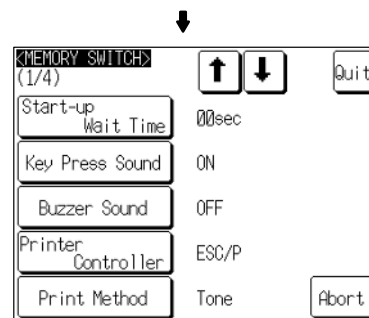 <MEMORY SWITCH>
(1/4)
Quit
Start-up
Wait Time
00sec
Key Press Sound
ON
Buzzer Sound
OFF
Printer
Controller
ESC/P
Print Method
Tone
Abort